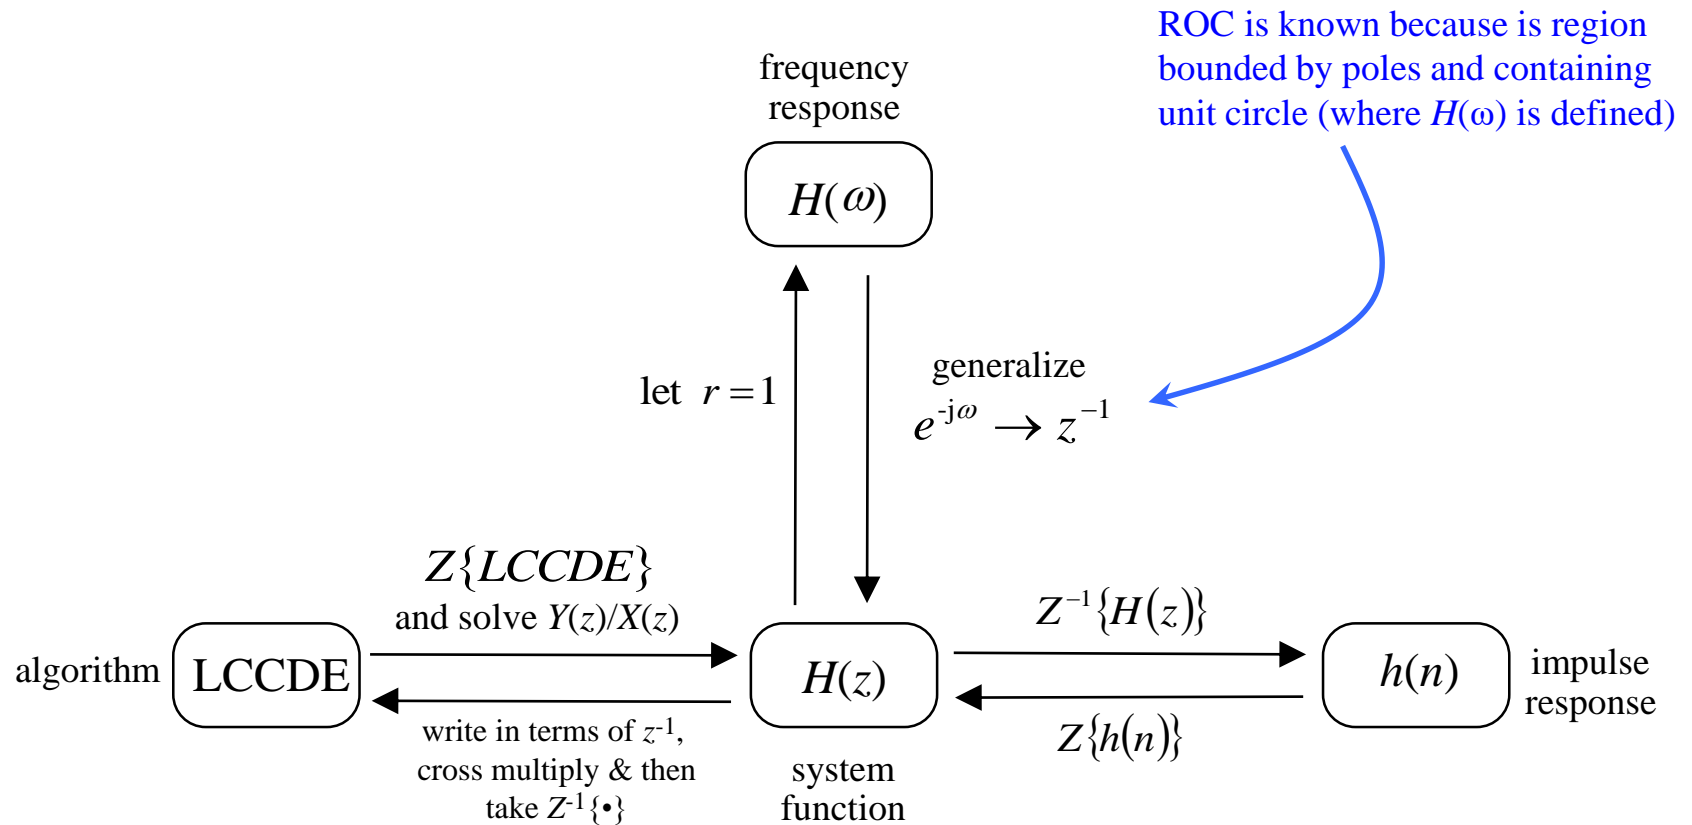 ROC is known because is region
bounded by poles and containing
unit circle (where H(ω) is defined)
frequency
response
H(ω)
let r = 1
generalize
e^{-jω} → z^{−1}
Z{LCCDE}
and solve Y(z)/X(z)
algorithm
LCCDE
write in terms of z^{-1},
cross multiply & then
take Z^{-1}{•}
H(z)
system
function
Z^{−1}{H(z)}
Z{h(n)}
h(n)
impulse
response